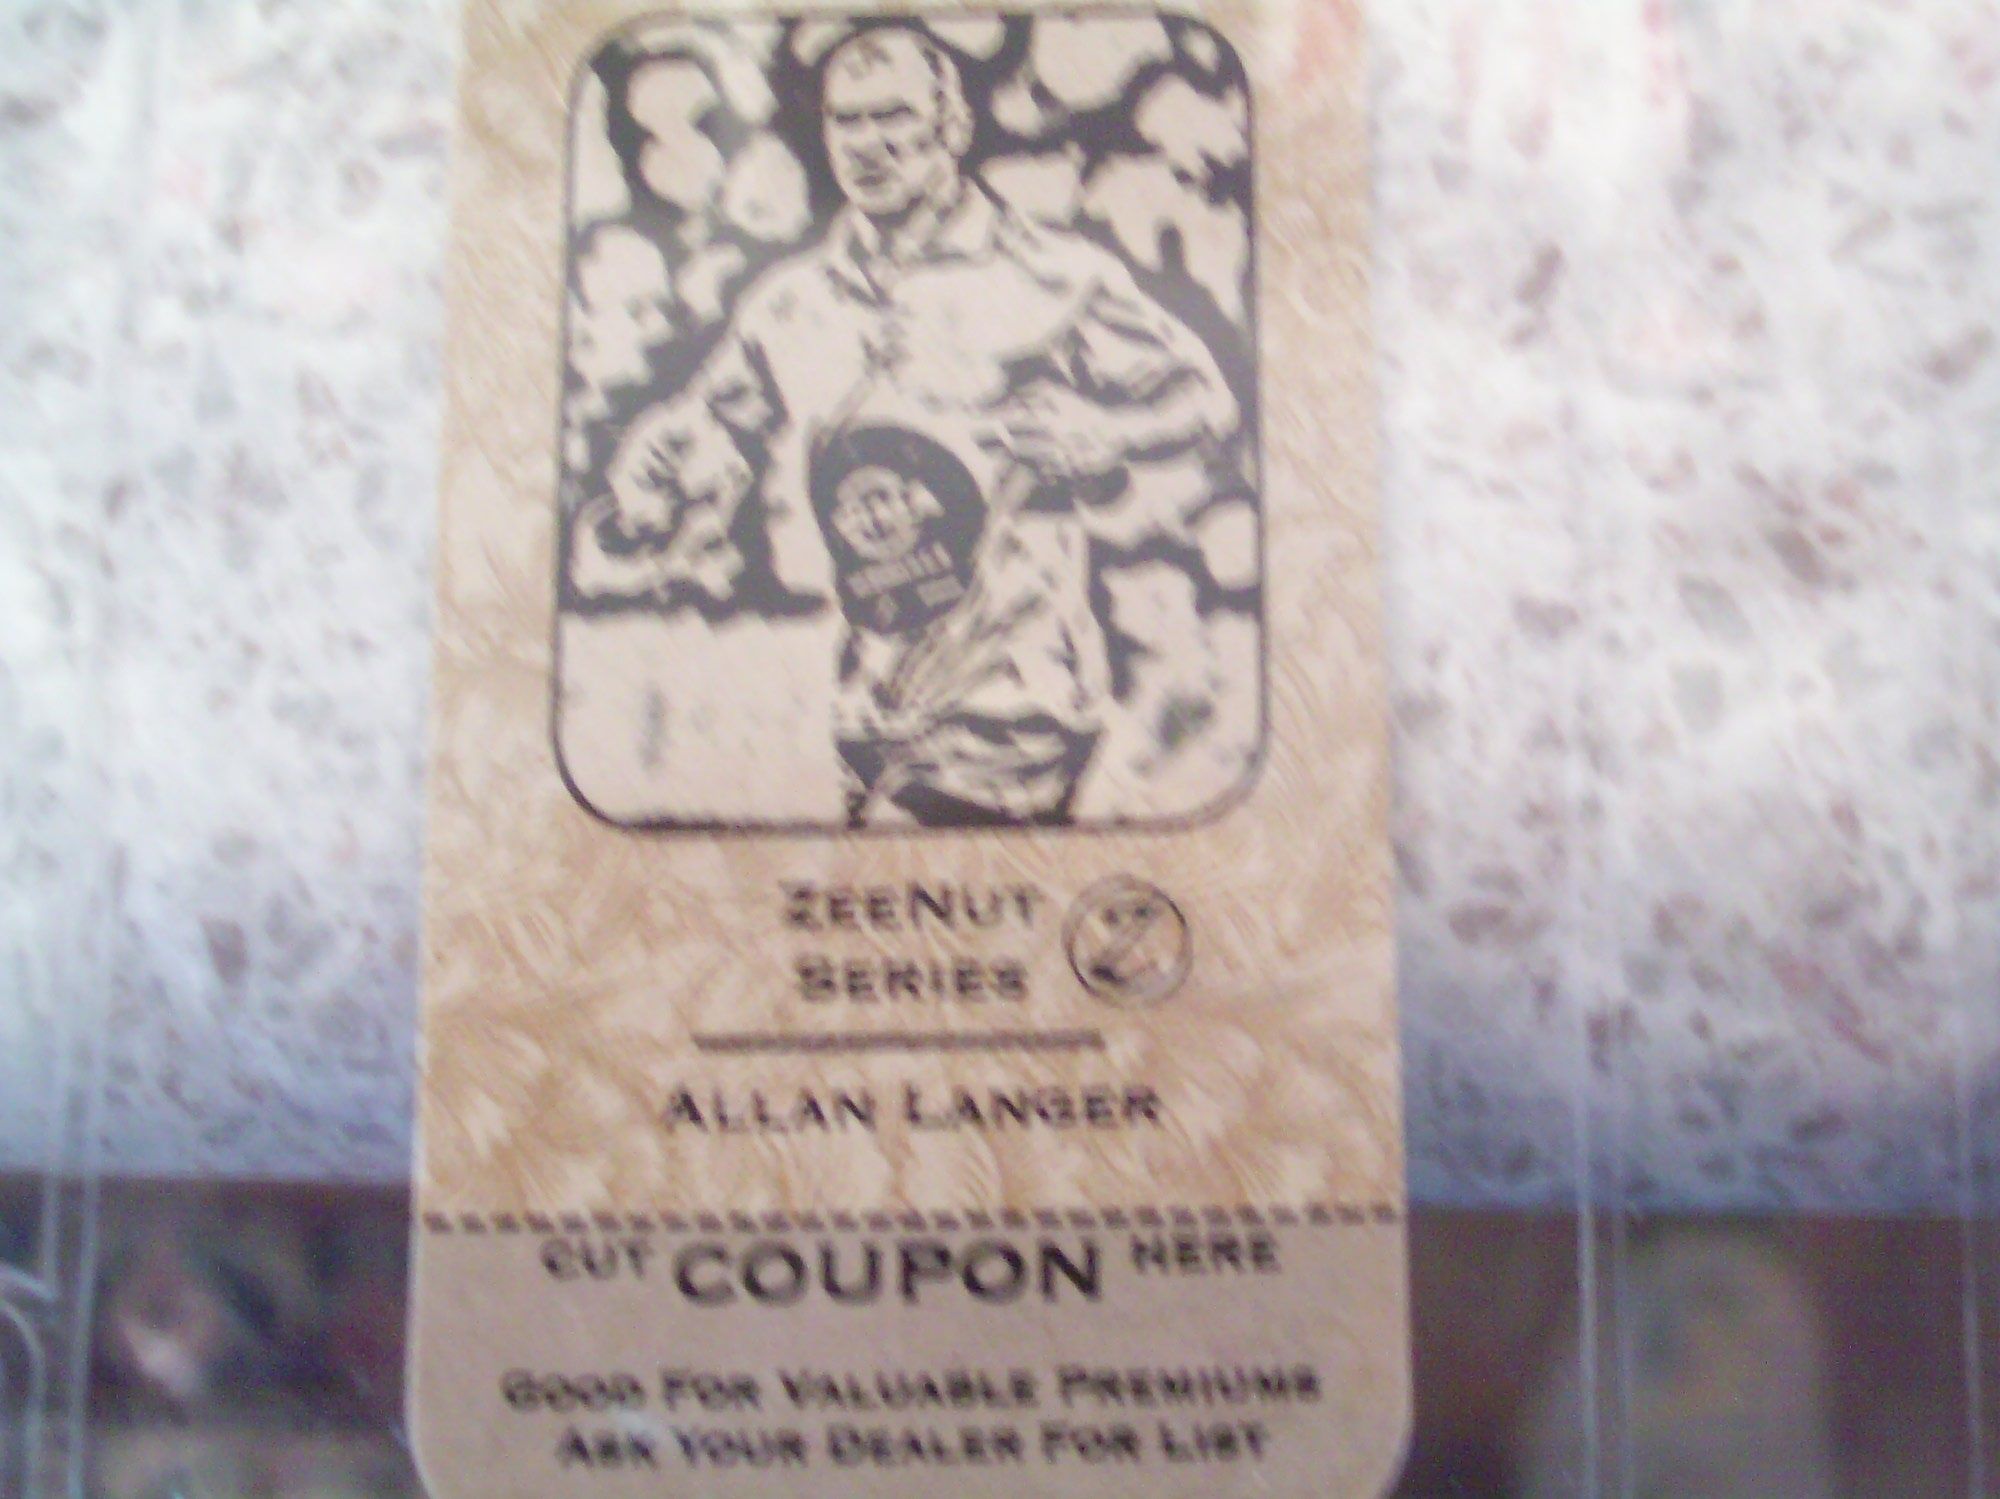 ZEENUT
SERIES
ALLAN LANGER
CUT COUPON HERE
GOOD FOR VALUABLE PREMIUMS
ASK YOUR DEALER FOR LIST